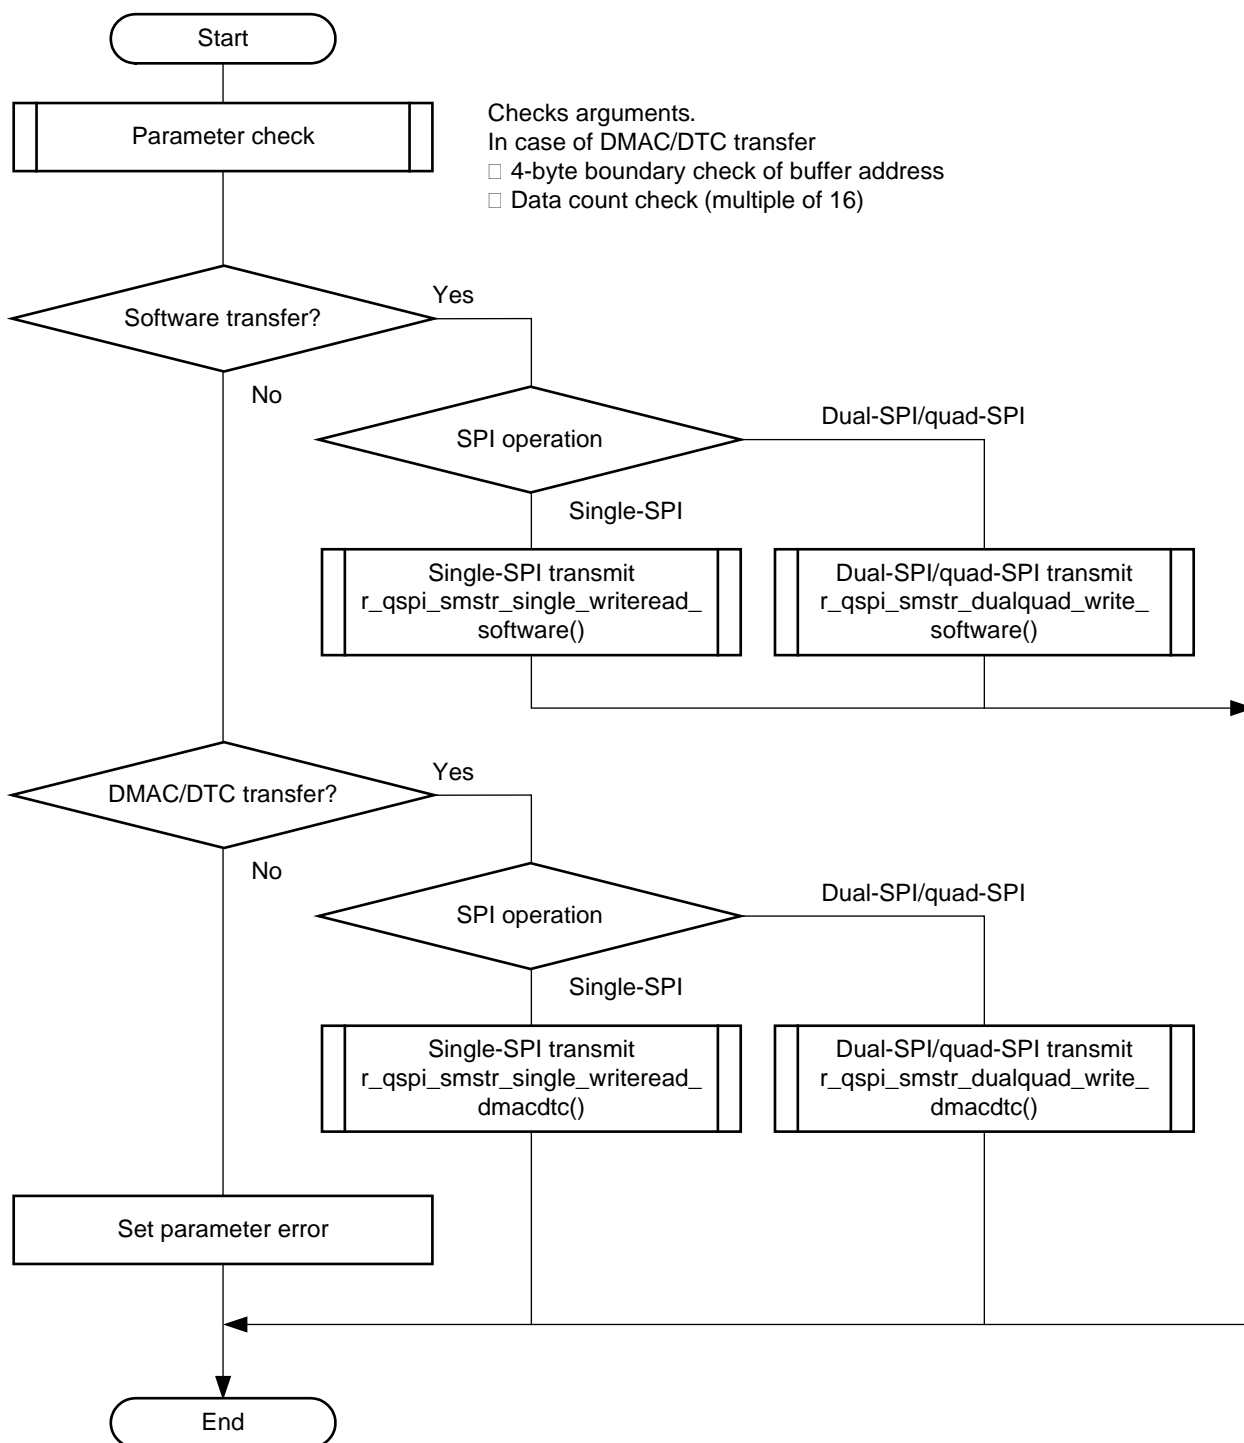 Start
Parameter check
Checks arguments.
In case of DMAC/DTC transfer
□ 4-byte boundary check of buffer address
□ Data count check (multiple of 16)
Software transfer?
Yes
No
SPI operation
Dual-SPI/quad-SPI
Single-SPI
Single-SPI transmit
r_qspi_smstr_single_writeread_
software()
Dual-SPI/quad-SPI transmit
r_qspi_smstr_dualquad_write_
software()
DMAC/DTC transfer?
Yes
No
SPI operation
Dual-SPI/quad-SPI
Single-SPI
Single-SPI transmit
r_qspi_smstr_single_writeread_
dmacdtc()
Dual-SPI/quad-SPI transmit
r_qspi_smstr_dualquad_write_
dmacdtc()
Set parameter error
End